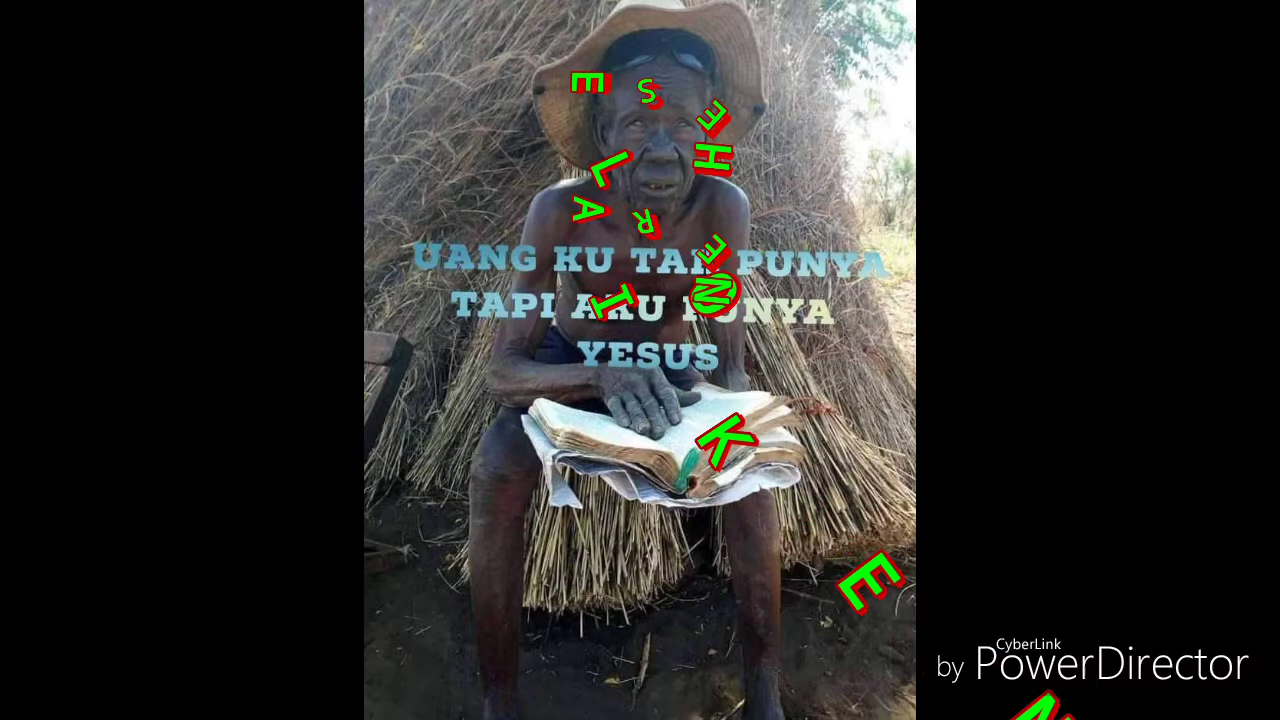 UANG KU TAK PUNYA
TAPI AKU PUNYA
YESUS
CyberLink
by PowerDirector